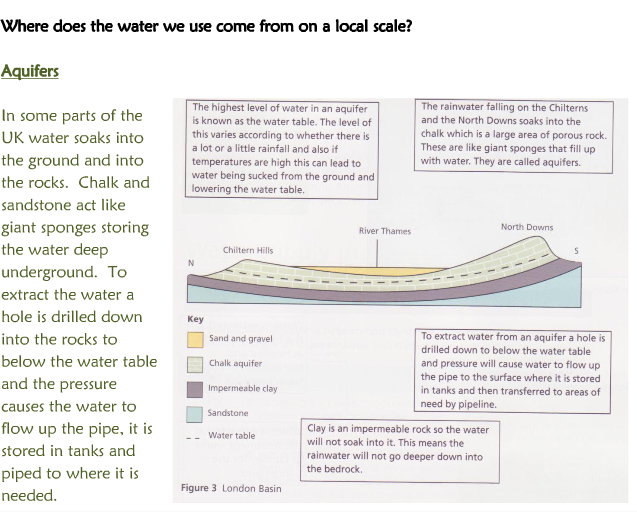 Where does the water we use come from on a local scale?
Aquifers
In some parts of the
UK water soaks into
the ground and into
the rocks. Chalk and
sandstone act like
giant sponges storing
the water deep
underground. To
extract the water a
hole is drilled down
into the rocks to
below the water table
and the pressure
causes the water to
flow up the pipe, it is
stored in tanks and
piped to where it is
needed.
The highest level of water in an aquifer
is known as the water table. The level of
this varies according to whether there is
a lot or a little rainfall and also if
temperatures are high this can lead to
water being sucked from the ground and
lowering the water table.
The rainwater falling on the Chilterns
and the North Downs soaks into the
chalk which is a large area of porous rock.
These are like giant sponges that fill up
with water. They are called aquifers.
River Thames
North Downs
Chiltern Hills
N
S
Key
Sand and gravel
Chalk aquifer
Impermeable clay
Sandstone
Water table
To extract water from an aquifer a hole is
drilled down to below the water table
and pressure will cause water to flow up
the pipe to the surface where it is stored
in tanks and then transferred to areas of
need by pipeline.
Clay is an impermeable rock so the water
will not soak into it. This means the
rainwater will not go deeper down into
the bedrock.
Figure 3 London Basin